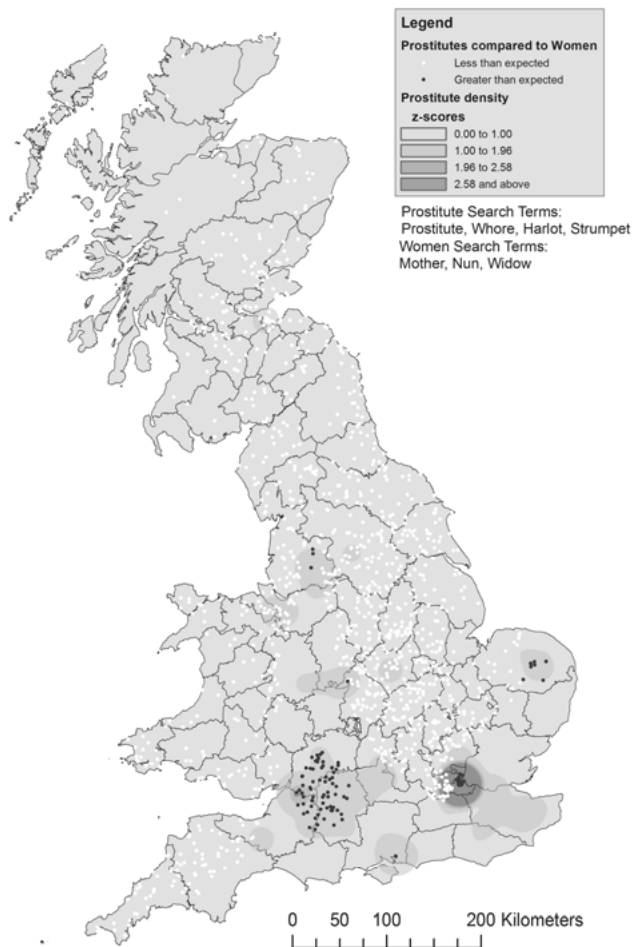 Legend
Prostitutes compared to Women
Less than expected
Greater than expected
Prostitute density
z-scores
0.00 to 1.00
1.00 to 1.96
1.96 to 2.58
2.58 and above
Prostitute Search Terms:
Prostitute, Whore, Harlot, Strumpet
Women Search Terms:
Mother, Nun, Widow
0 50 100 200 Kilometers